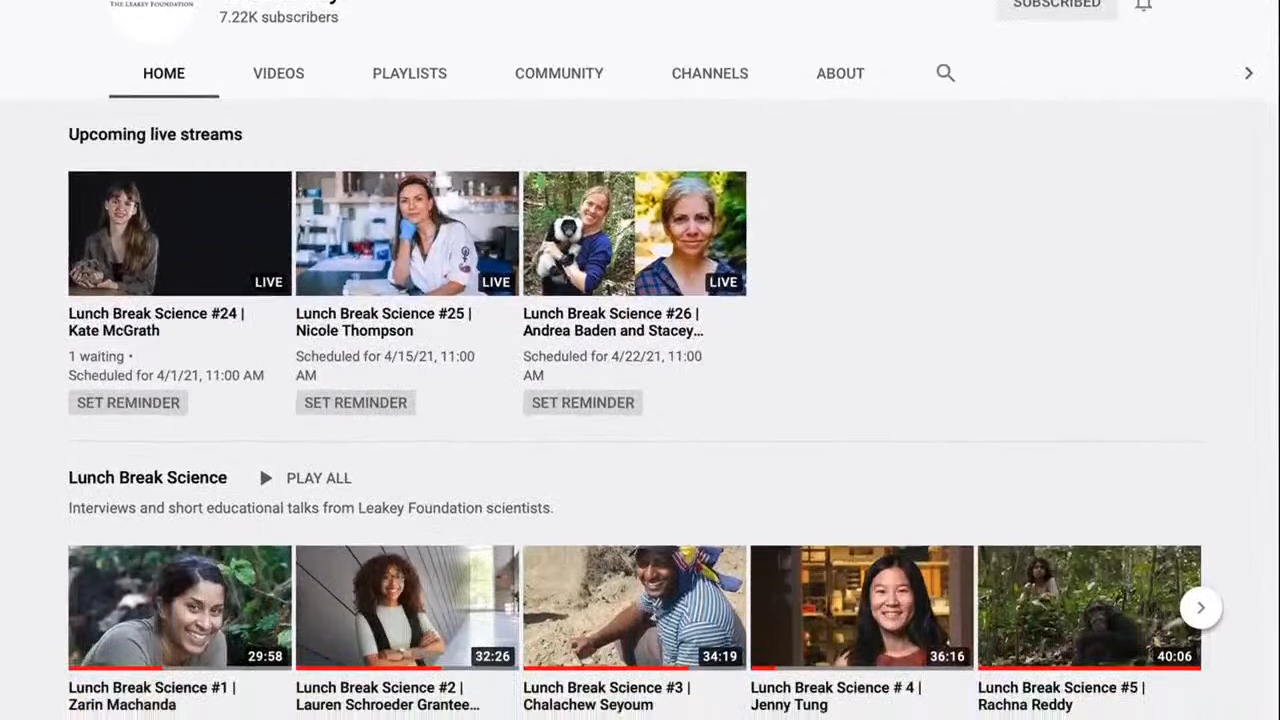 THE LEAKEY FOUNDATION
7.22K subscribers
SUBSCRIBED
HOME
VIDEOS
PLAYLISTS
COMMUNITY
CHANNELS
ABOUT
Upcoming live streams
LIVE
LIVE
LIVE
Lunch Break Science #24 |
Kate McGrath
1 waiting •
Scheduled for 4/1/21, 11:00 AM
SET REMINDER
Lunch Break Science #25 |
Nicole Thompson
Scheduled for 4/15/21, 11:00
AM
SET REMINDER
Lunch Break Science #26 |
Andrea Baden and Stacey...
Scheduled for 4/22/21, 11:00
AM
SET REMINDER
Lunch Break Science
PLAY ALL
Interviews and short educational talks from Leakey Foundation scientists.
29:58
32:26
34:19
36:16
40:06
Lunch Break Science #1 |
Zarin Machanda
Lunch Break Science #2 |
Lauren Schroeder Grantee...
Lunch Break Science #3 |
Chalachew Seyoum
Lunch Break Science # 4 |
Jenny Tung
Lunch Break Science #5 |
Rachna Reddy